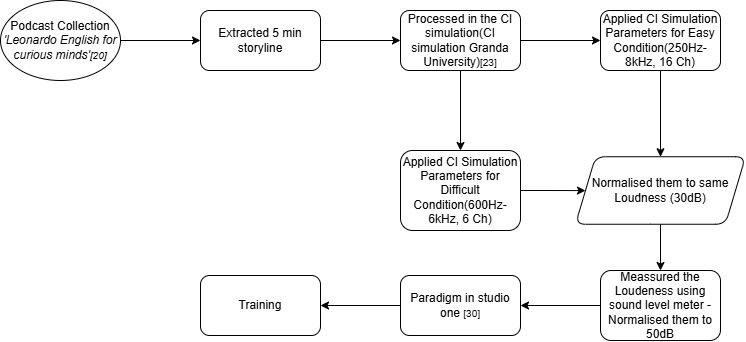 Podcast Collection
'Leonardo English for
curious minds'[20]
Extracted 5 min
storyline
Processed in the CI
simulation(CI
simulation Granda
University)[23]
Applied CI Simulation
Parameters for Easy
Condition(250Hz-
8kHz, 16 Ch)
Applied CI Simulation
Parameters for
Difficult
Condition(600Hz-
6kHz, 6 Ch)
Normalised them to same
Loudness (30dB)
Meassured the
Loudeness using
sound level meter -
Normalised them to
50dB
Paradigm in studio
one [30]
Training